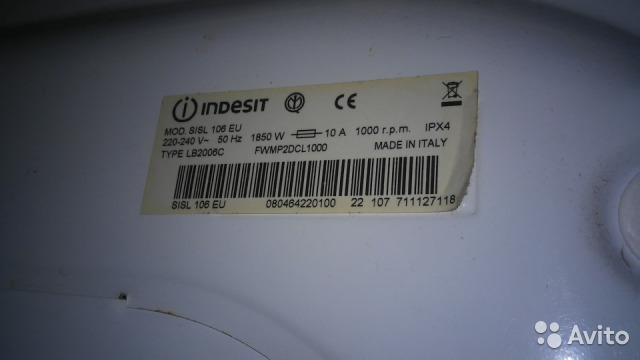 indesit CE
MOD. SISL 106 EU
220-240 V~ 50 Hz 1850 W 10 A 1000 r.p.m. IPX4
TYPE LB2006C FWMP2DCL1000 MADE IN ITALY
SISL 106 EU 080464220100 22 107 711127118
Avito